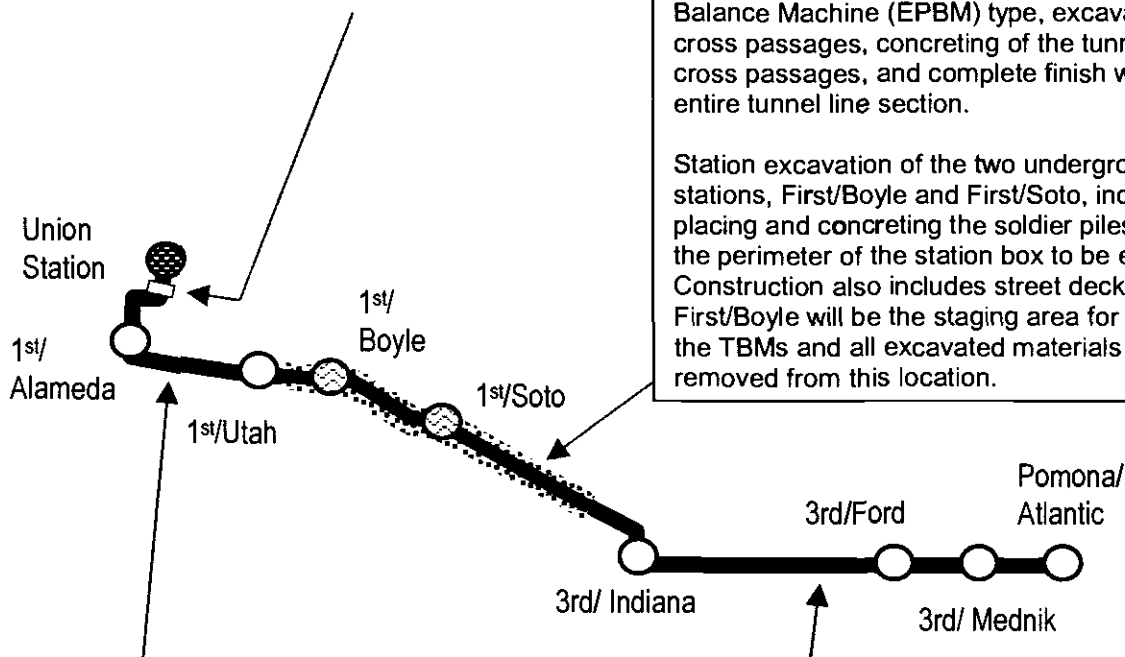 Balance Machine (EPBM) type, excava
cross passages, concreting of the tunn
cross passages, and complete finish w
entire tunnel line section.
Station excavation of the two undergro
stations, First/Boyle and First/Soto, inc
placing and concreting the soldier piles
the perimeter of the station box to be e
Construction also includes street deck
First/Boyle will be the staging area for
the TBMs and all excavated materials
removed from this location.
Union
Station
1st/
Alameda
1st/Utah
1st/
Boyle
1st/Soto
3rd/ Indiana
3rd/Ford
3rd/ Mednik
Pomona/
Atlantic